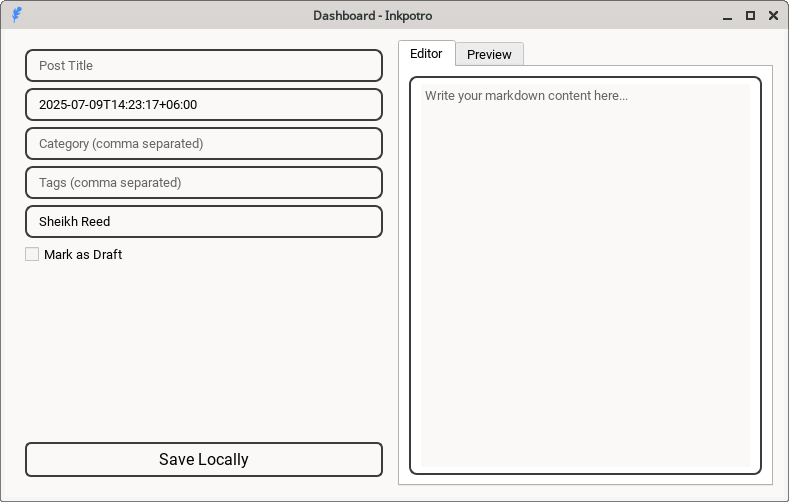 Dashboard - Inkpotro
Post Title
2025-07-09T14:23:17+06:00
Category (comma separated)
Tags (comma separated)
Sheikh Reed
Mark as Draft
Save Locally
Editor
Preview
Write your markdown content here...